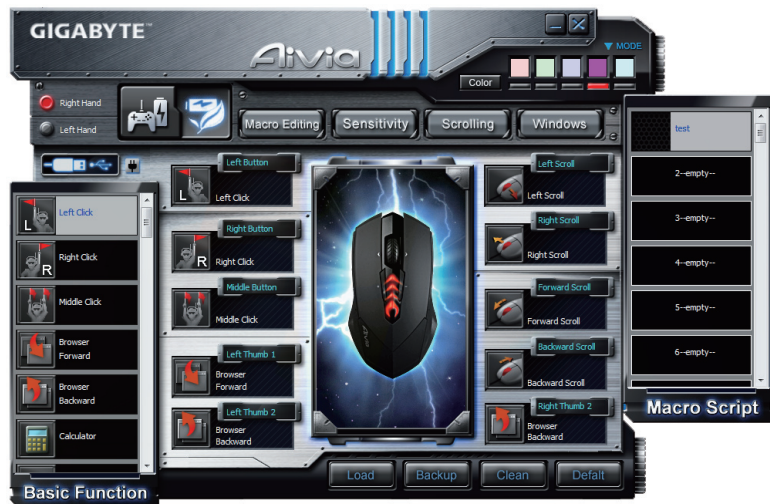 GIGABYTE™
Aivia
MODE
Color
Right Hand
Left Hand
Macro Editing
Sensitivity
Scrolling
Windows
Left Click
Right Click
Middle Click
Browser
Forward
Browser
Backward
Calculator
Basic Function
Left Button
L
Left Click
Right Button
R
Right Click
Middle Button
Middle Click
Left Thumb 1
Browser
Forward
Left Thumb 2
Browser
Backward
L
R
Aivia
Left Scroll
Left Scroll
Right Scroll
Right Scroll
Forward Scroll
Forward Scroll
Backward Scroll
Backward Scroll
Right Thumb 2
Browser
Backward
test
2--empty--
3--empty--
4--empty--
5--empty--
6--empty--
Macro Script
Load
Backup
Clean
Defalt